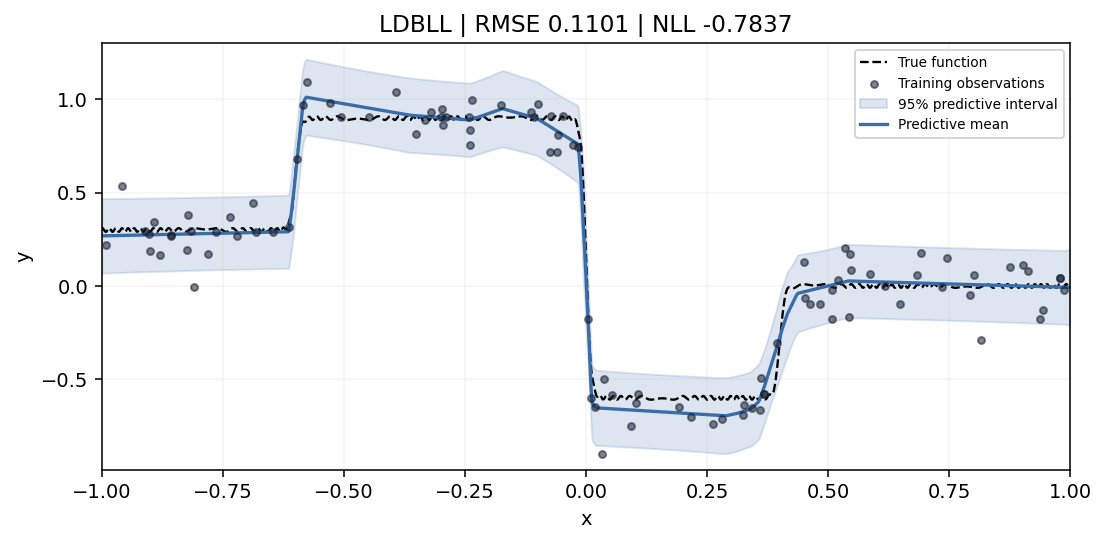 LDBLL | RMSE 0.1101 | NLL -0.7837
True function
Training observations
95% predictive interval
Predictive mean
1.0
0.5
0.0
−0.5
y
−1.00 −0.75 −0.50 −0.25 0.00 0.25 0.50 0.75 1.00
x